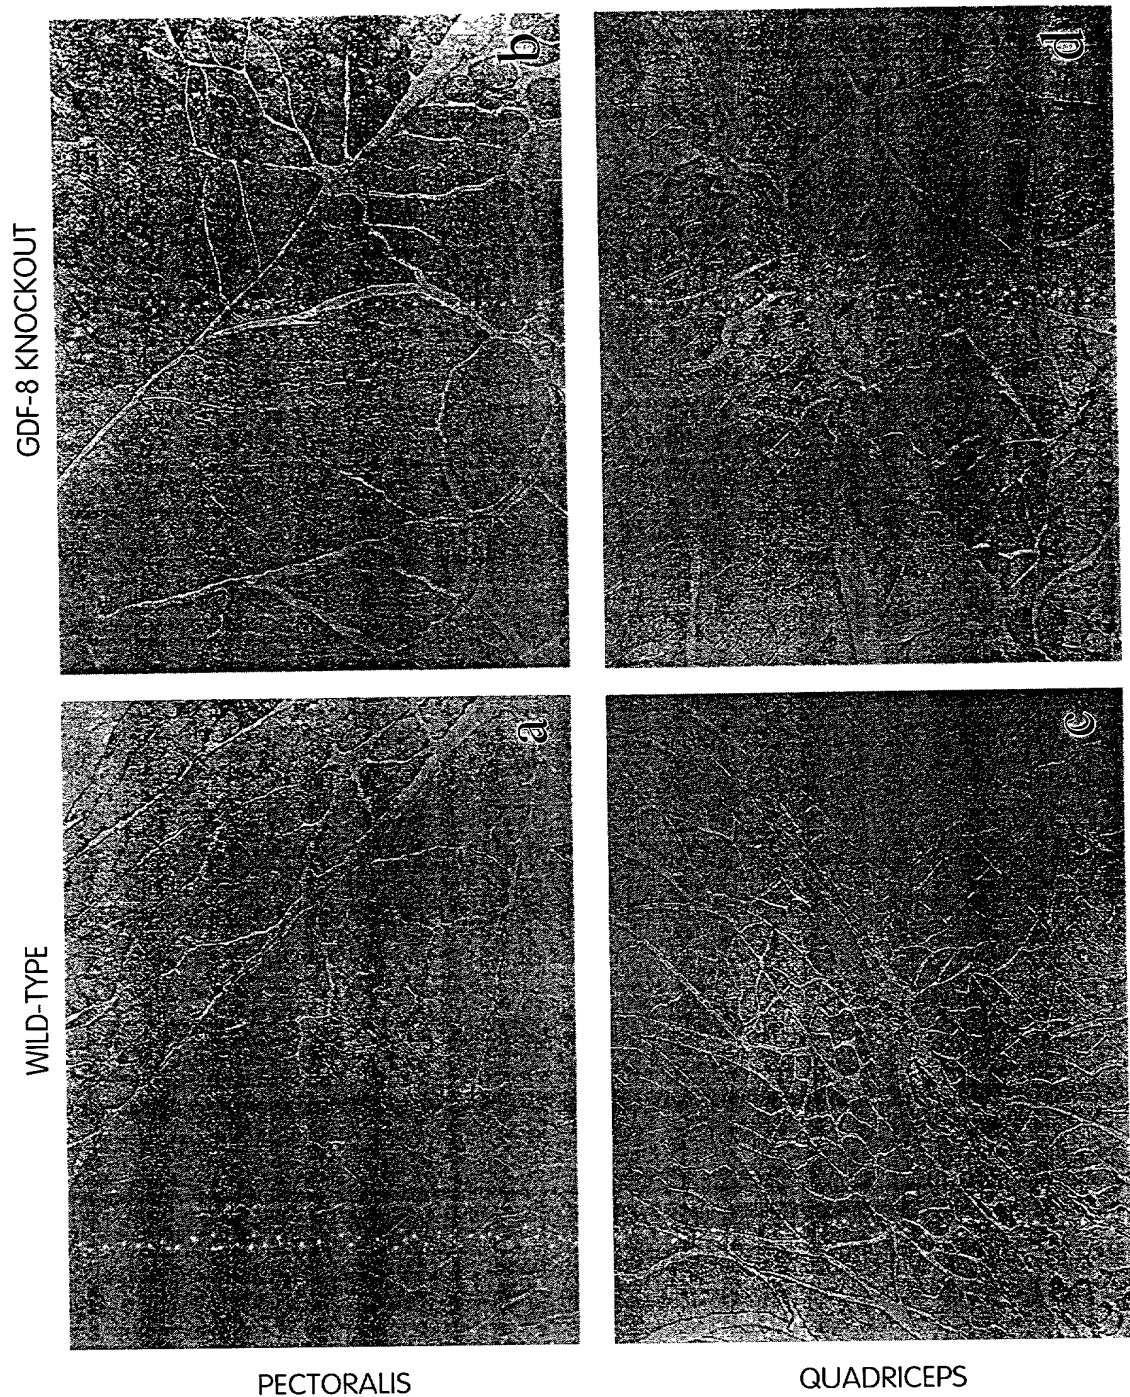 GDF-8 KNOCKOUT
b
d
WILD-TYPE
a
c
PECTORALIS
QUADRICEPS